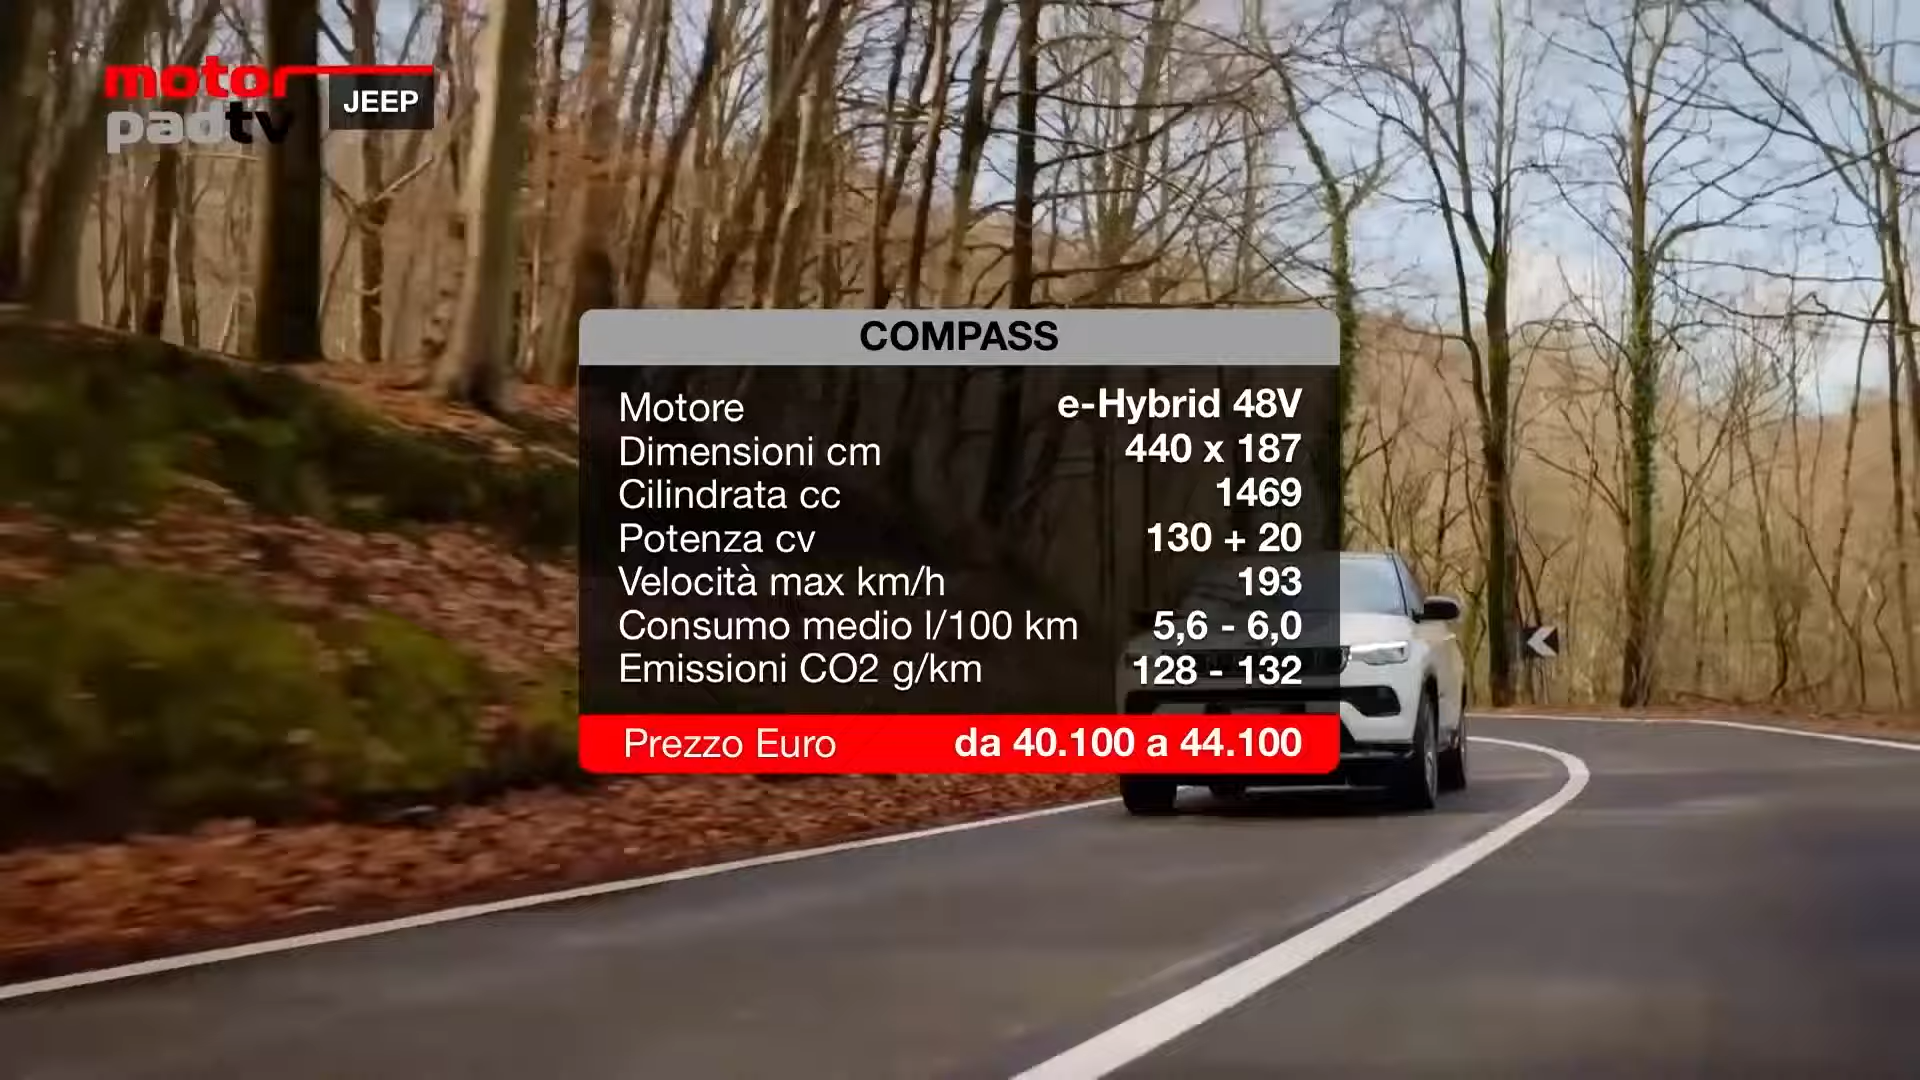 motor
padtv
JEEP
COMPASS
Motore e-Hybrid 48V
Dimensioni cm 440 x 187
Cilindrata cc 1469
Potenza cv 130 + 20
Velocità max km/h 193
Consumo medio l/100 km 5,6 - 6,0
Emissioni CO2 g/km 128 - 132
Prezzo Euro da 40.100 a 44.100